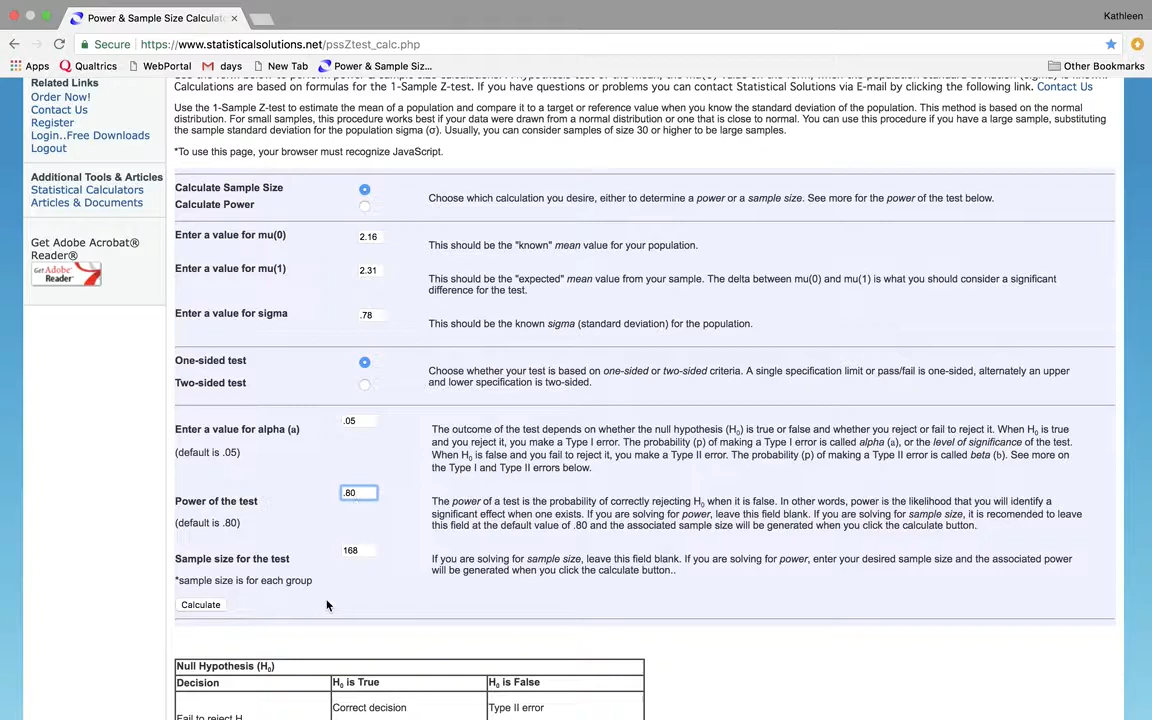 Power & Sample Size Calculat
Kathleen
Secure
https://www.statisticalsolutions.net/pssZtest_calc.php
Apps
Qualtrics
WebPortal
days
New Tab
Power & Sample Siz...
Other Bookmarks
Related Links
Order Now!
Contact Us
Register
Login..Free Downloads
Logout
Additional Tools & Articles
Statistical Calculators
Articles & Documents
Get Adobe Acrobat®
Reader®
Get Adobe
Reader
Calculations are based on formulas for the 1-Sample Z-test. If you have questions or problems you can contact Statistical Solutions via E-mail by clicking the following link. Contact Us
Use the 1-Sample Z-test to estimate the mean of a population and compare it to a target or reference value when you know the standard deviation of the population. This method is based on the normal
distribution. For small samples, this procedure works best if your data were drawn from a normal distribution or one that is close to normal. You can use this procedure if you have a large sample, substituting
the sample standard deviation for the population sigma (σ). Usually, you can consider samples of size 30 or higher to be large samples.
*To use this page, your browser must recognize JavaScript.
Calculate Sample Size
Calculate Power
Choose which calculation you desire, either to determine a power or a sample size. See more for the power of the test below.
Enter a value for mu(0)
2.16
This should be the "known" mean value for your population.
Enter a value for mu(1)
2.31
This should be the "expected" mean value from your sample. The delta between mu(0) and mu(1) is what you should consider a significant
difference for the test.
Enter a value for sigma
.78
This should be the known sigma (standard deviation) for the population.
One-sided test
Two-sided test
Choose whether your test is based on one-sided or two-sided criteria. A single specification limit or pass/fail is one-sided, alternately an upper
and lower specification is two-sided.
Enter a value for alpha (a)
(default is .05)
.05
The outcome of the test depends on whether the null hypothesis (H0) is true or false and whether you reject or fail to reject it. When H0 is true
and you reject it, you make a Type I error. The probability (p) of making a Type I error is called alpha (a), or the level of significance of the test.
When H0 is false and you fail to reject it, you make a Type II error. The probability (p) of making a Type II error is called beta (b). See more on
the Type I and Type II errors below.
Power of the test
(default is .80)
.80
The power of a test is the probability of correctly rejecting H0 when it is false. In other words, power is the likelihood that you will identify a
significant effect when one exists. If you are solving for power, leave this field blank. If you are solving for sample size, it is recomended to leave
this field at the default value of .80 and the associated sample size will be generated when you click the calculate button.
Sample size for the test
*sample size is for each group
168
If you are solving for sample size, leave this field blank. If you are solving for power, enter your desired sample size and the associated power
will be generated when you click the calculate button..
Calculate
Null Hypothesis (H0)
Decision
H0 is True
H0 is False
Fail to reject H
Correct decision
Type II error